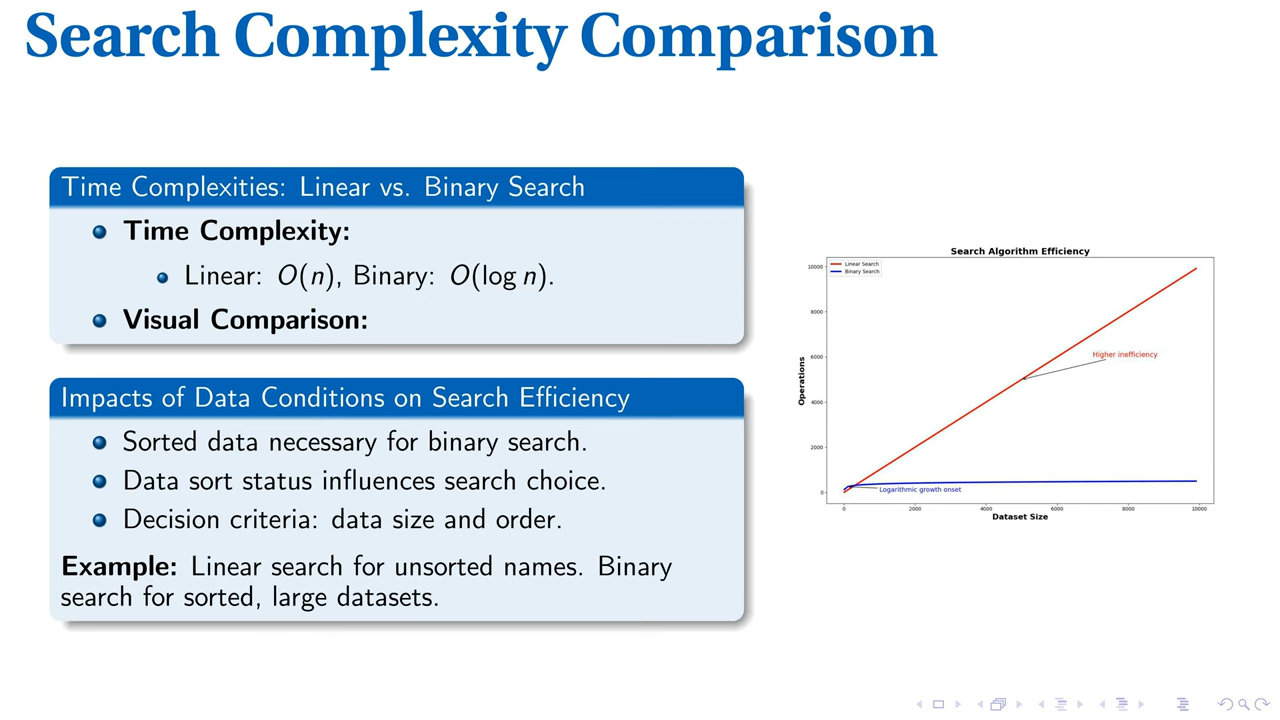 Search Complexity Comparison
Time Complexities: Linear vs. Binary Search
Time Complexity:
Linear: O(n), Binary: O(log n).
Visual Comparison:
Impacts of Data Conditions on Search Efficiency
Sorted data necessary for binary search.
Data sort status influences search choice.
Decision criteria: data size and order.
Example: Linear search for unsorted names. Binary
search for sorted, large datasets.
Search Algorithm Efficiency
Linear Search
Binary Search
10000
8000
6000
4000
2000
0
Operations
Higher inefficiency
Logarithmic growth onset
0 2000 4000 6000 8000 10000
Dataset Size